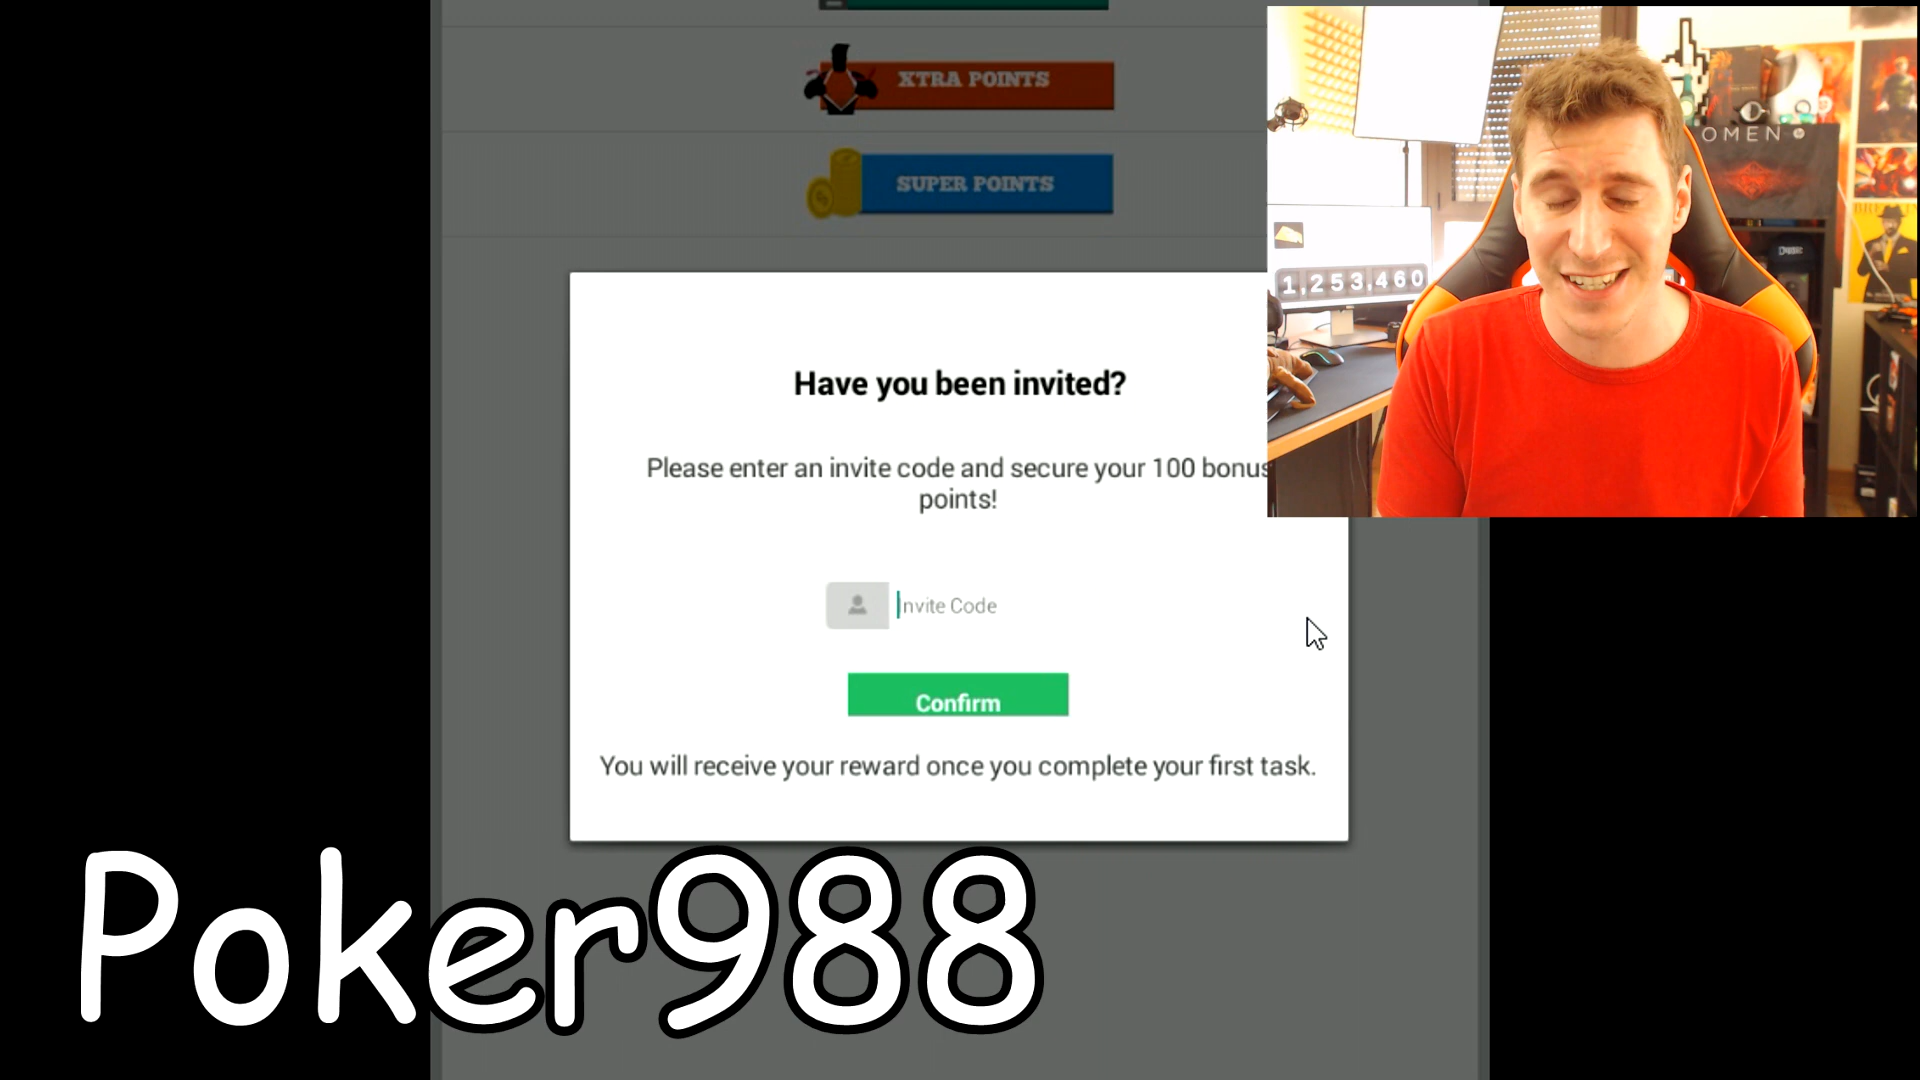 XTRA POINTS
SUPER POINTS
OMEN
1,253,460
Have you been invited?
Please enter an invite code and secure your 100 bonus
points!
Invite Code
Confirm
You will receive your reward once you complete your first task.
Poker988